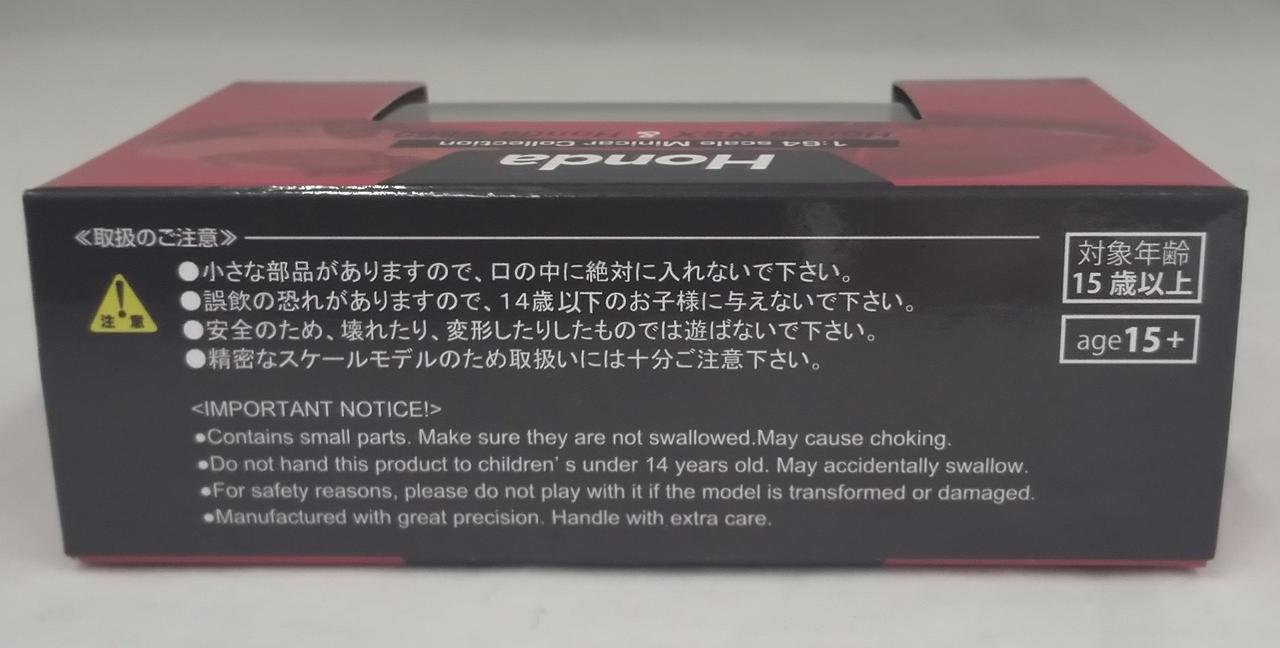 Honda NSX & Honda
1:64 scale Minicar Collection
Honda
≪取扱のご注意≫
注 意
●小さな部品がありますので、口の中に絶対に入れないで下さい。
●誤飲の恐れがありますので、14歳以下のお子様に与えないで下さい。
●安全のため、壊れたり、変形したりしたものでは遊ばないで下さい。
●精密なスケールモデルのため取扱いには十分ご注意下さい。
対象年齢
15歳以上
age15+
<IMPORTANT NOTICE!>
●Contains small parts. Make sure they are not swallowed.May cause choking.
●Do not hand this product to children' s under 14 years old. May accidentally swallow.
●For safety reasons, please do not play with it if the model is transformed or damaged.
●Manufactured with great precision. Handle with extra care.